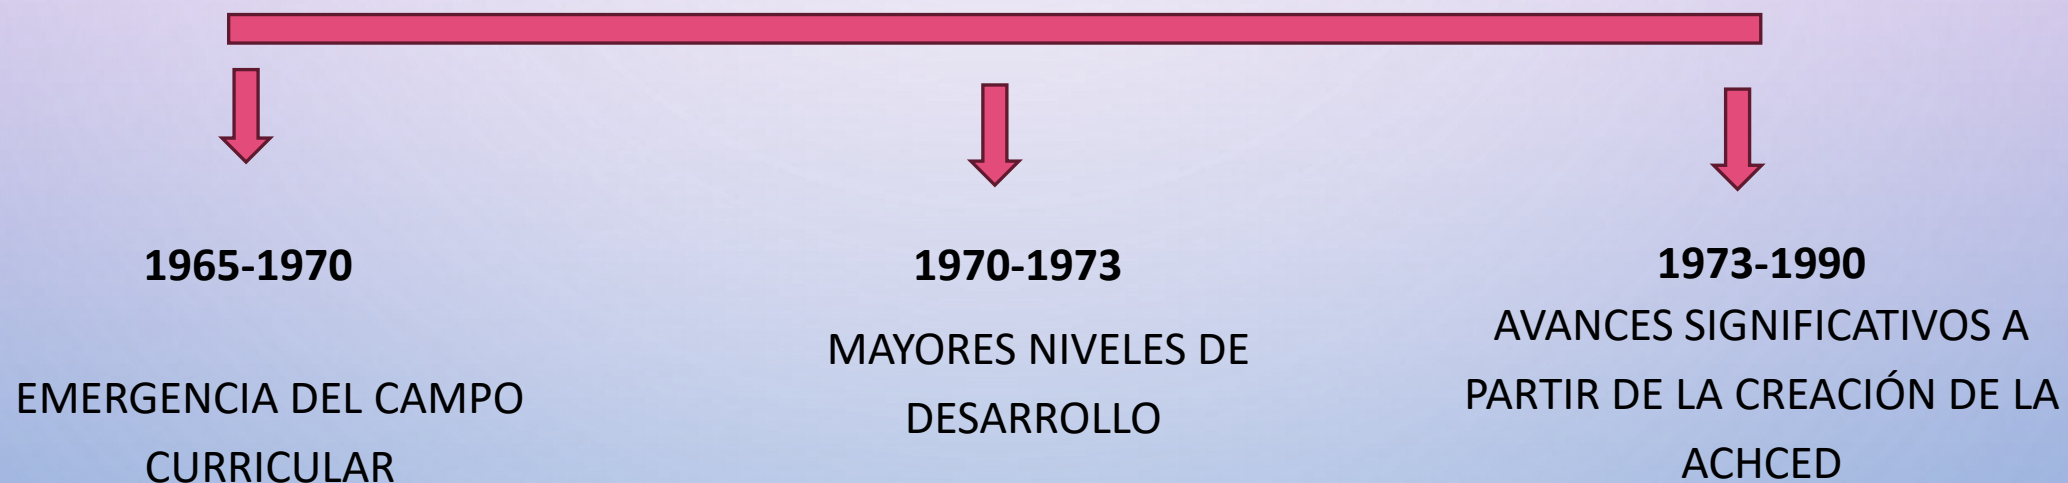 1965-1970
EMERGENCIA DEL CAMPO
CURRICULAR
1970-1973
MAYORES NIVELES DE
DESARROLLO
1973-1990
AVANCES SIGNIFICATIVOS A
PARTIR DE LA CREACIÓN DE LA
ACHCED